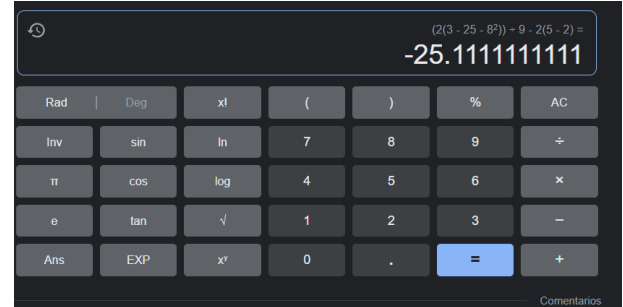 (2(3 - 25 - 8²)) ÷ 9 - 2(5 - 2) =
-25.1111111111
Rad | Deg x! ( ) % AC
Inv sin ln 7 8 9 ÷
π cos log 4 5 6 ×
e tan √ 1 2 3 −
Ans EXP xʸ 0 . = +
Comentarios